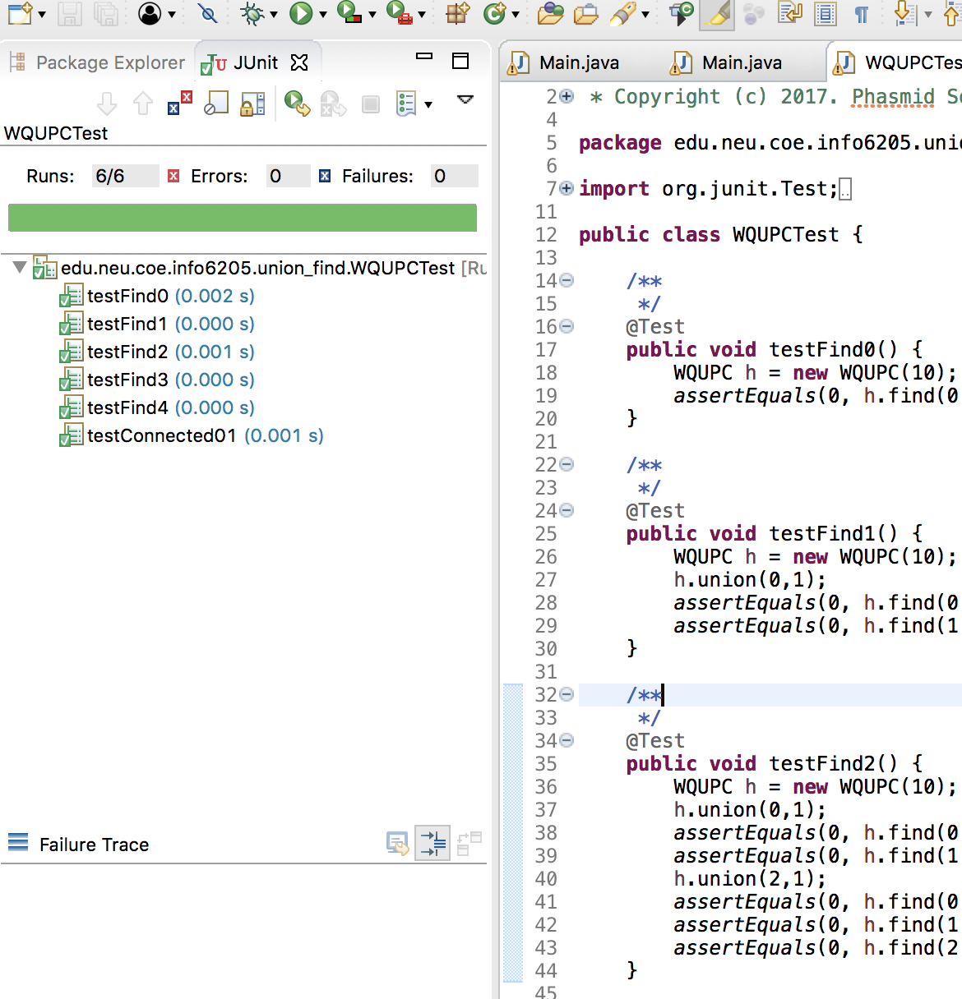 Package Explorer
JUnit
WQUPCTest
Runs: 6/6
Errors: 0
Failures: 0
edu.neu.coe.info6205.union_find.WQUPCTest [Ru
testFind0 (0.002 s)
testFind1 (0.000 s)
testFind2 (0.001 s)
testFind3 (0.000 s)
testFind4 (0.000 s)
testConnected01 (0.001 s)
Failure Trace
Main.java
Main.java
WQUPCTes
2 * Copyright (c) 2017. Phasmid So
4
5 package edu.neu.coe.info6205.unio
6
7 import org.junit.Test;
11
12 public class WQUPCTest {
13
14 /**
15 */
16 @Test
17 public void testFind0() {
18 WQUPC h = new WQUPC(10);
19 assertEquals(0, h.find(0
20 }
21
22 /**
23 */
24 @Test
25 public void testFind1() {
26 WQUPC h = new WQUPC(10);
27 h.union(0,1);
28 assertEquals(0, h.find(0
29 assertEquals(0, h.find(1
30 }
31
32 /**
33 */
34 @Test
35 public void testFind2() {
36 WQUPC h = new WQUPC(10);
37 h.union(0,1);
38 assertEquals(0, h.find(0
39 assertEquals(0, h.find(1
40 h.union(2,1);
41 assertEquals(0, h.find(0
42 assertEquals(0, h.find(1
43 assertEquals(0, h.find(2
44 }
45